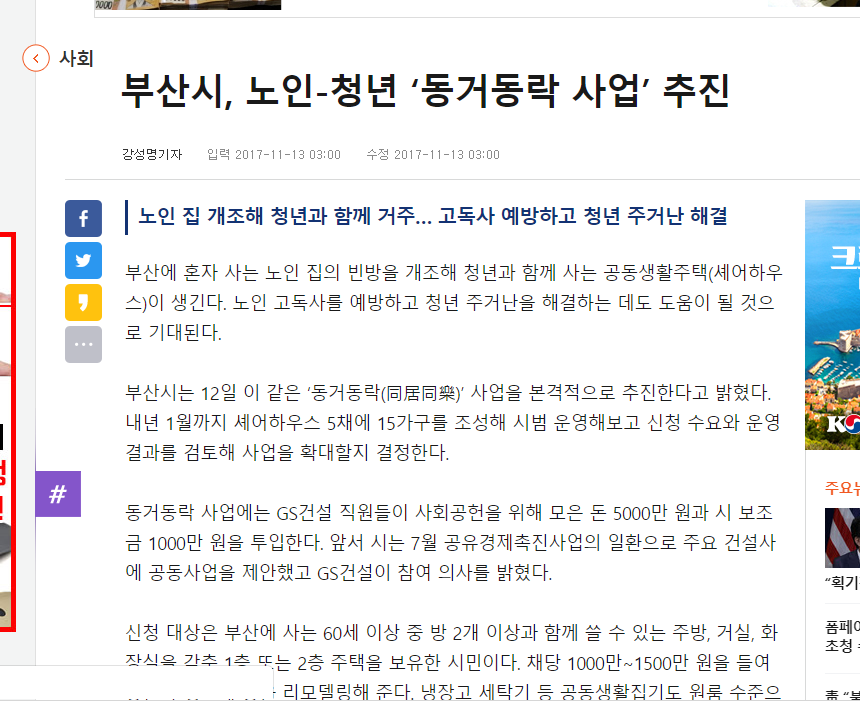 사회
부산시, 노인-청년 ‘동거동락 사업’ 추진
강성명기자 입력 2017-11-13 03:00 수정 2017-11-13 03:00
노인 집 개조해 청년과 함께 거주… 고독사 예방하고 청년 주거난 해결
부산에 혼자 사는 노인 집의 빈방을 개조해 청년과 함께 사는 공동생활주택(셰어하우
스)이 생긴다. 노인 고독사를 예방하고 청년 주거난을 해결하는 데도 도움이 될 것으
로 기대된다.
부산시는 12일 이 같은 ‘동거동락(同居同樂)’ 사업을 본격적으로 추진한다고 밝혔다.
내년 1월까지 셰어하우스 5채에 15가구를 조성해 시범 운영해보고 신청 수요와 운영
결과를 검토해 사업을 확대할지 결정한다.
#
동거동락 사업에는 GS건설 직원들이 사회공헌을 위해 모은 돈 5000만 원과 시 보조
금 1000만 원을 투입한다. 앞서 시는 7월 공유경제촉진사업의 일환으로 주요 건설사
에 공동사업을 제안했고 GS건설이 참여 의사를 밝혔다.
신청 대상은 부산에 사는 60세 이상 중 방 2개 이상과 함께 쓸 수 있는 주방, 거실, 화
장실을 갖춘 1층 또는 2층 주택을 보유한 시민이다. 채당 1000만~1500만 원을 들여
리모델링해 준다. 냉장고 세탁기 등 공동생활집기도 원룸 수준으
주요뉴
“획기
폼페이
초청